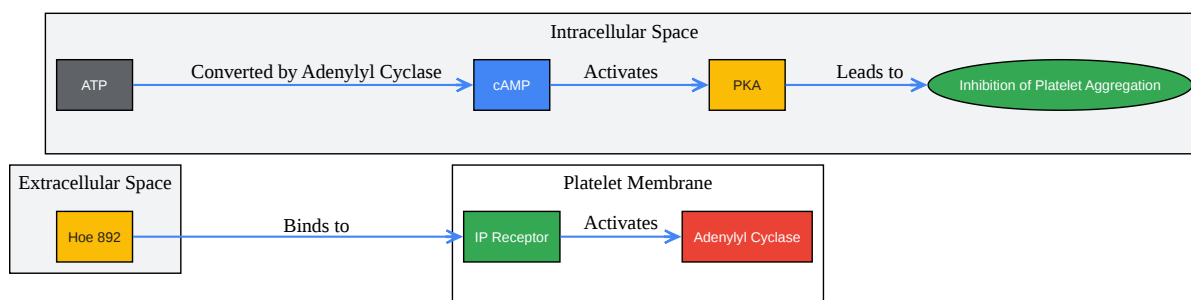 Intracellular Space
ATP
Converted by Adenylyl Cyclase
cAMP
Activates
PKA
Leads to
Inhibition of Platelet Aggregation
Extracellular Space
Hoe 892
Binds to
Platelet Membrane
IP Receptor
Activates
Adenylyl Cyclase